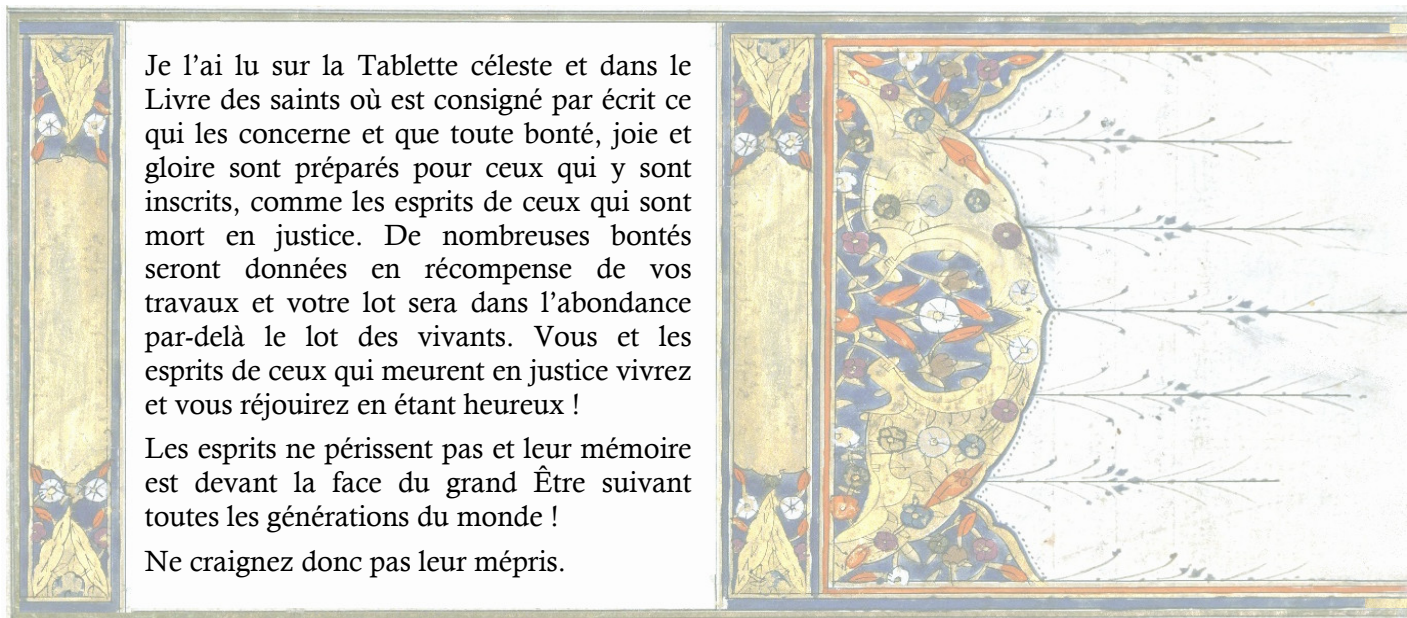 Je l’ai lu sur la Tablette céleste et dans le
Livre des saints où est consigné par écrit ce
qui les concerne et que toute bonté, joie et
gloire sont préparés pour ceux qui y sont
inscrits, comme les esprits de ceux qui sont
mort en justice. De nombreuses bontés
seront données en récompense de vos
travaux et votre lot sera dans l’abondance
par-delà le lot des vivants. Vous et les
esprits de ceux qui meurent en justice vivrez
et vous réjouirez en étant heureux !
Les esprits ne périssent pas et leur mémoire
est devant la face du grand Être suivant
toutes les générations du monde !
Ne craignez donc pas leur mépris.